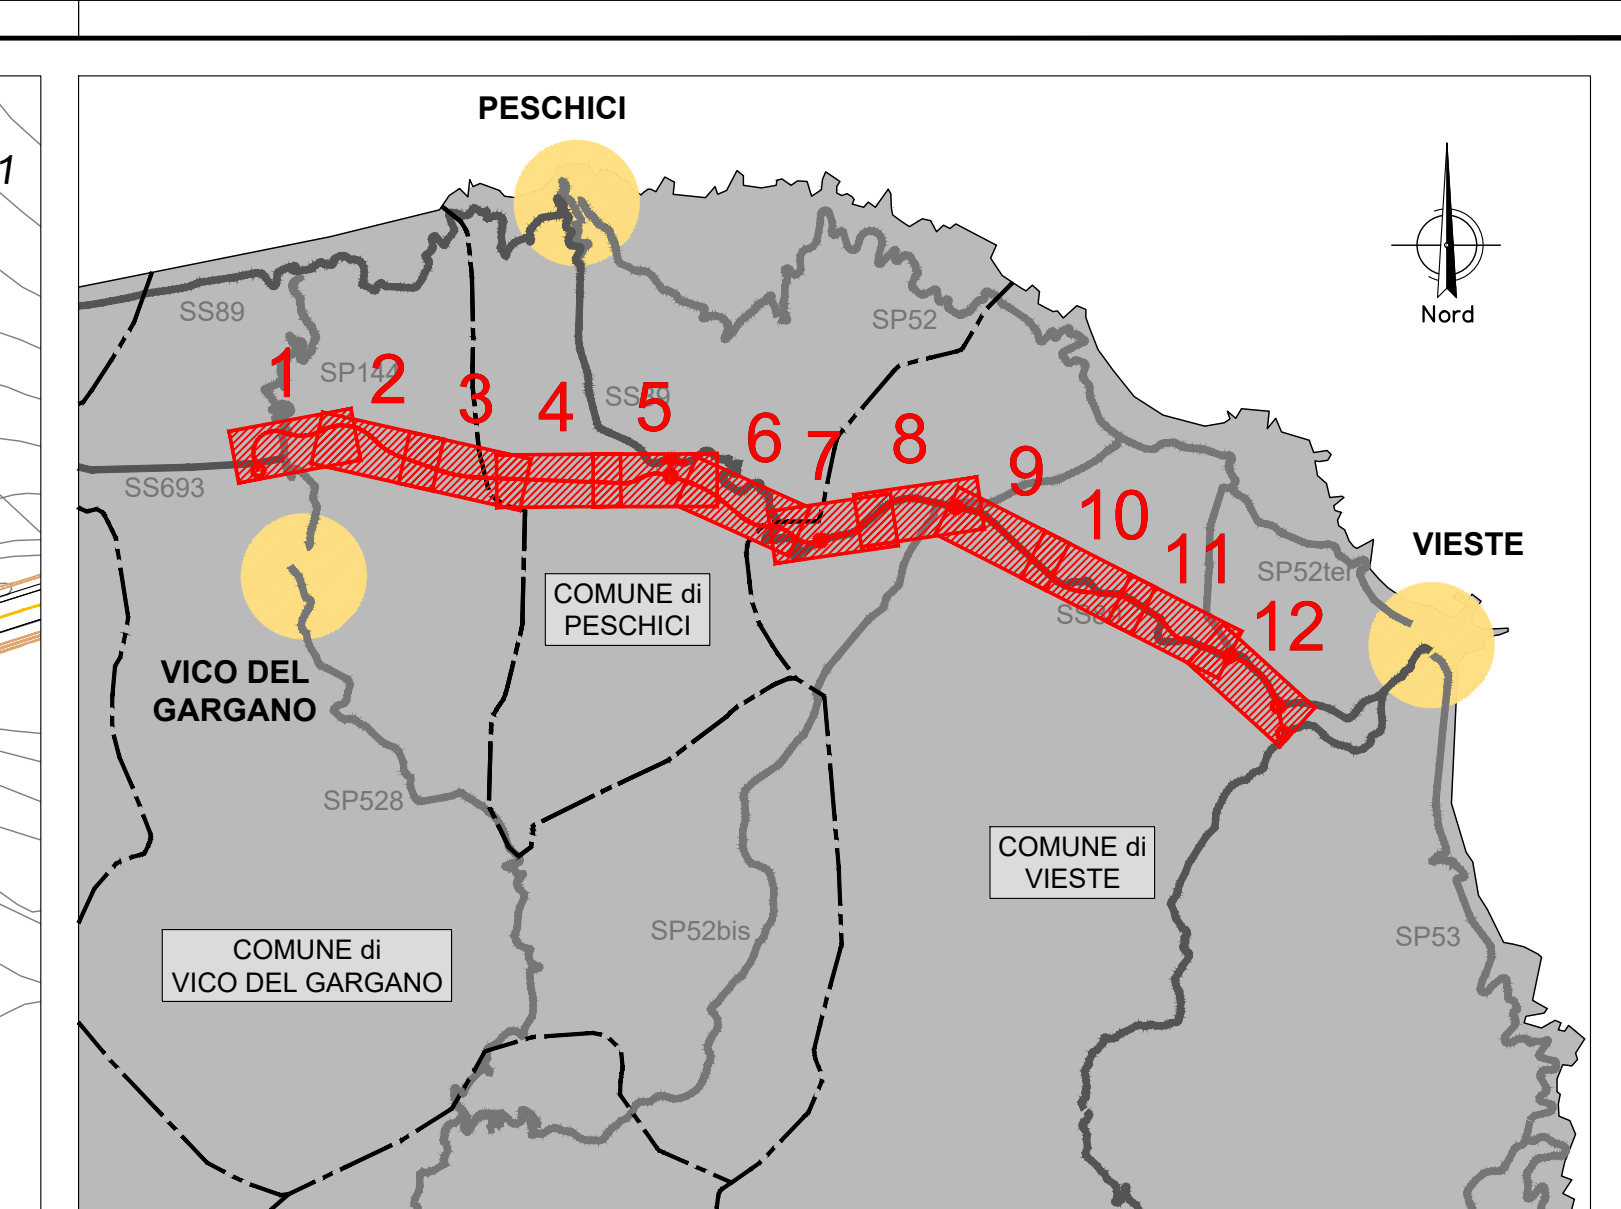 1
PESCHICI
Nord
SS89
SP52
SP144
1
2
3
4
SS89
5
6
7
8
9
10
11
12
SS693
SP52ter
VIESTE
COMUNE di
PESCHICI
SS89
VICO DEL
GARGANO
SP528
COMUNE di
VIESTE
SP52bis
SP53
COMUNE di
VICO DEL GARGANO